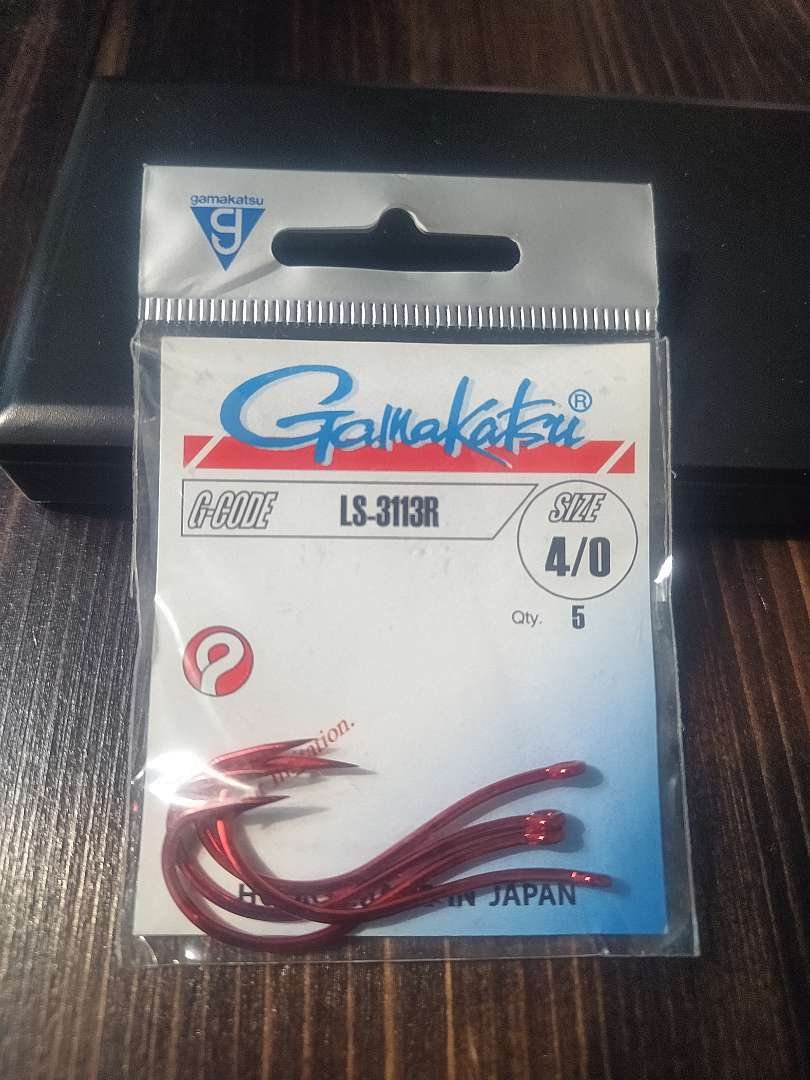 gamakatsu
Gamakatsu®
G-CODE LS-3113R SIZE
4/0
Qty. 5
IN JAPAN